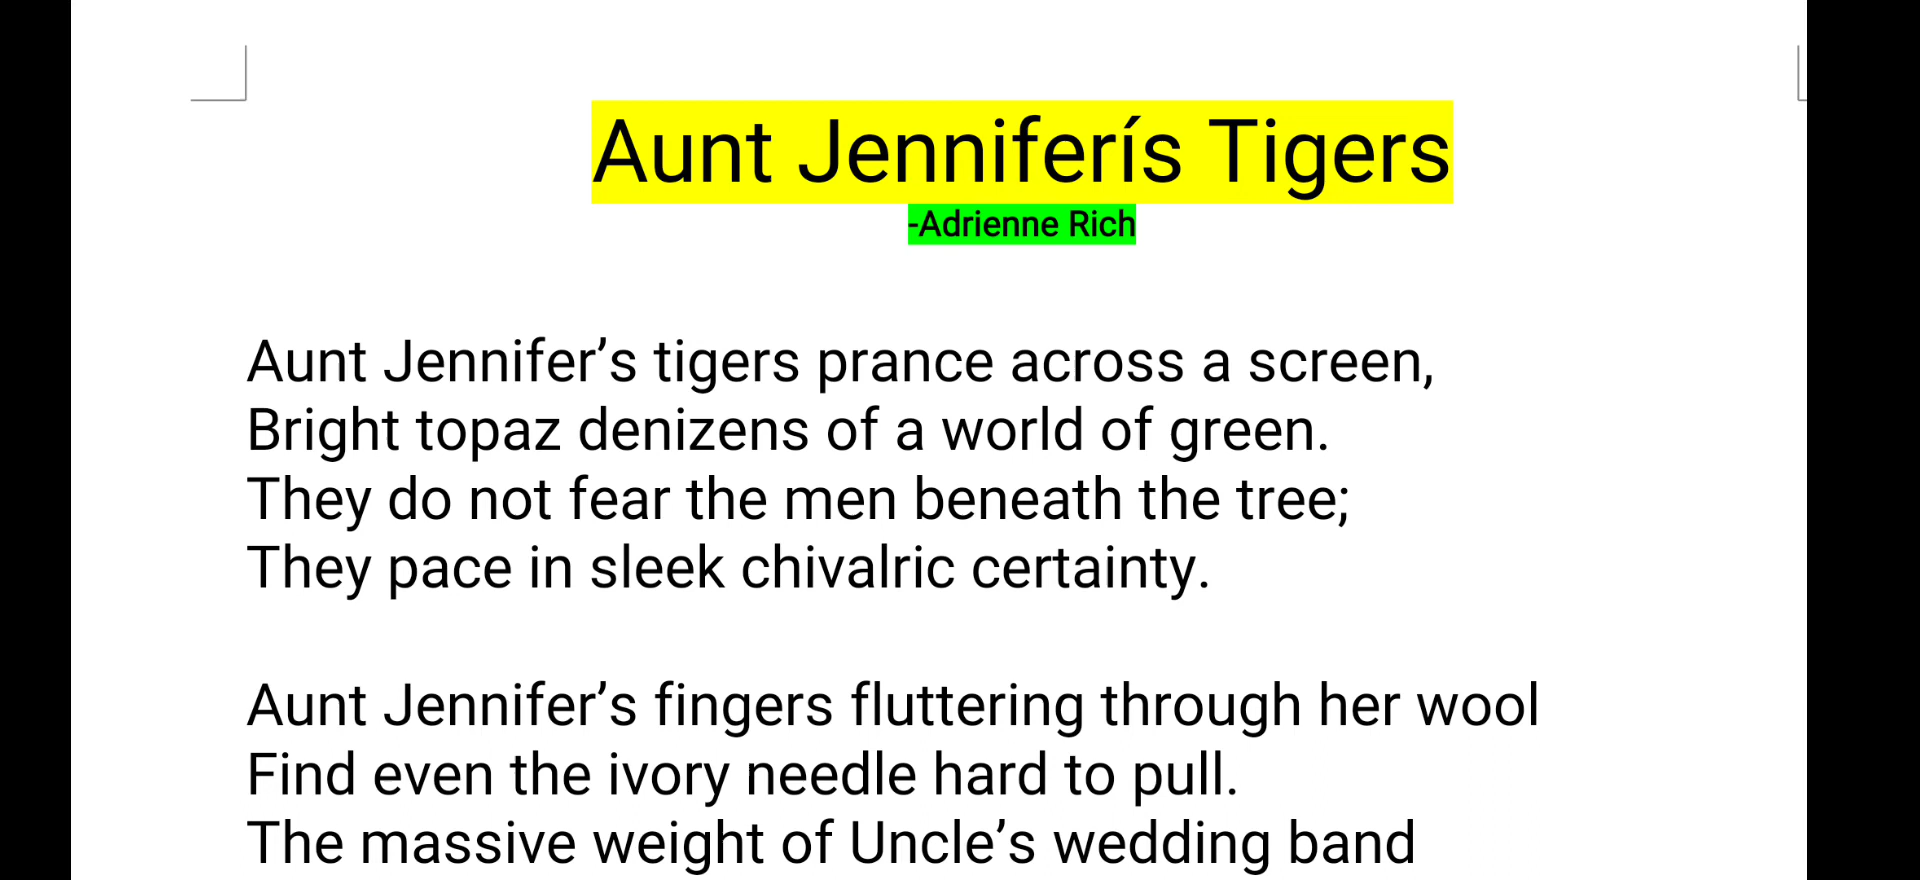 Aunt Jenniferís Tigers
-Adrienne Rich
Aunt Jennifer’s tigers prance across a screen,
Bright topaz denizens of a world of green.
They do not fear the men beneath the tree;
They pace in sleek chivalric certainty.
Aunt Jennifer’s fingers fluttering through her wool
Find even the ivory needle hard to pull.
The massive weight of Uncle’s wedding band